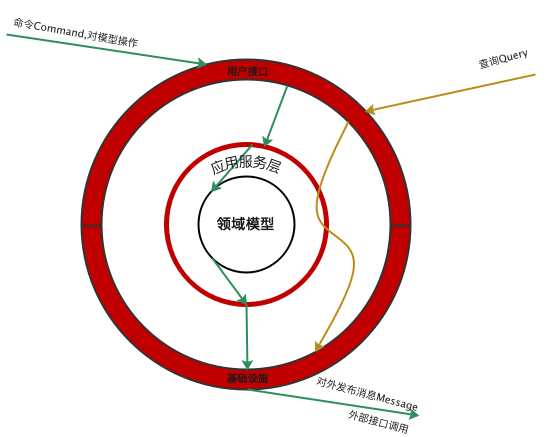 命令Command,对模型操作
查询Query
用户接口
应用服务层
领域模型
基础设施
对外发布消息Message
外部接口调用